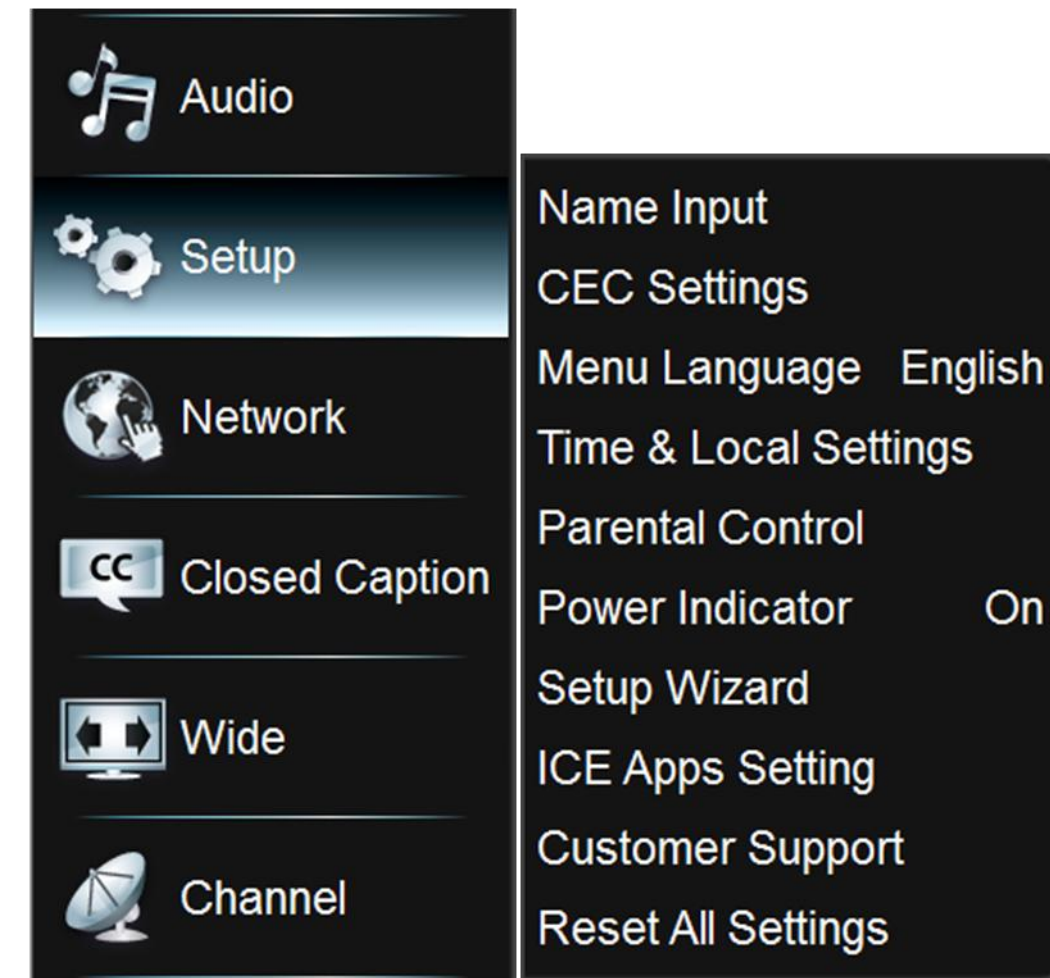 Audio
Setup
Network
CC
Closed Caption
Wide
Channel
Name Input
CEC Settings
Menu Language English
Time & Local Settings
Parental Control
Power Indicator On
Setup Wizard
ICE Apps Setting
Customer Support
Reset All Settings